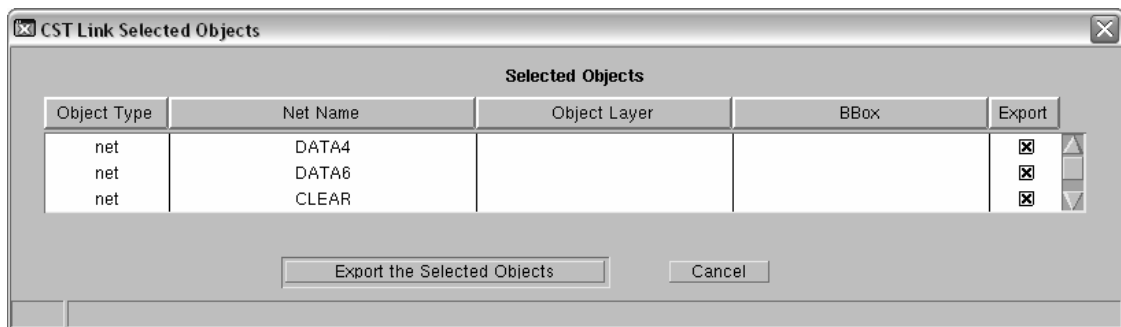 CST Link Selected Objects
Selected Objects
Object Type Net Name Object Layer BBox Export
net DATA4
net DATA6
net CLEAR
Export the Selected Objects Cancel